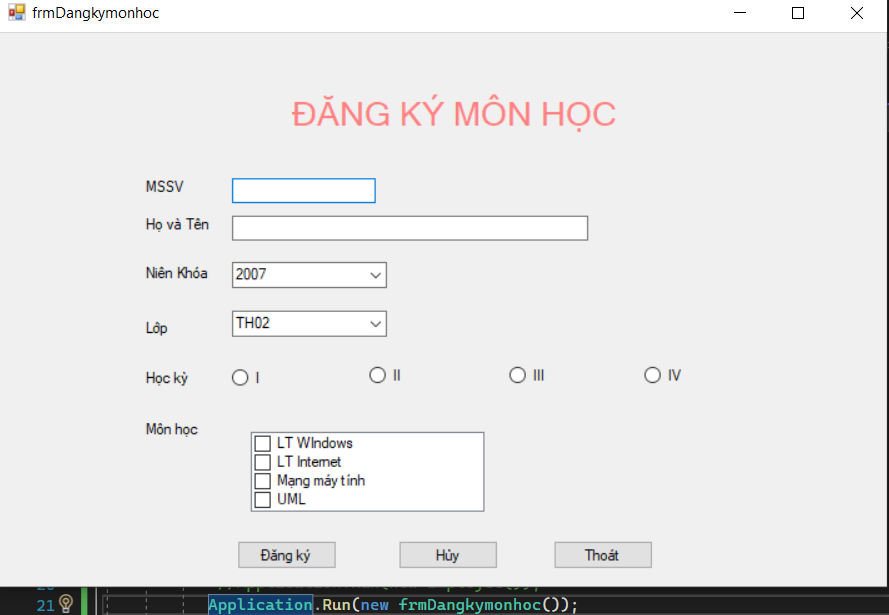 frmDangkymonhoc
ĐĂNG KÝ MÔN HỌC
MSSV
Họ và Tên
Niên Khóa 2007
Lớp TH02
Học kỳ I II III IV
Môn học
LT WIndows
LT Internet
Mạng máy tính
UML
Đăng ký Hủy Thoát
21 Application.Run(new frmDangkymonhoc());